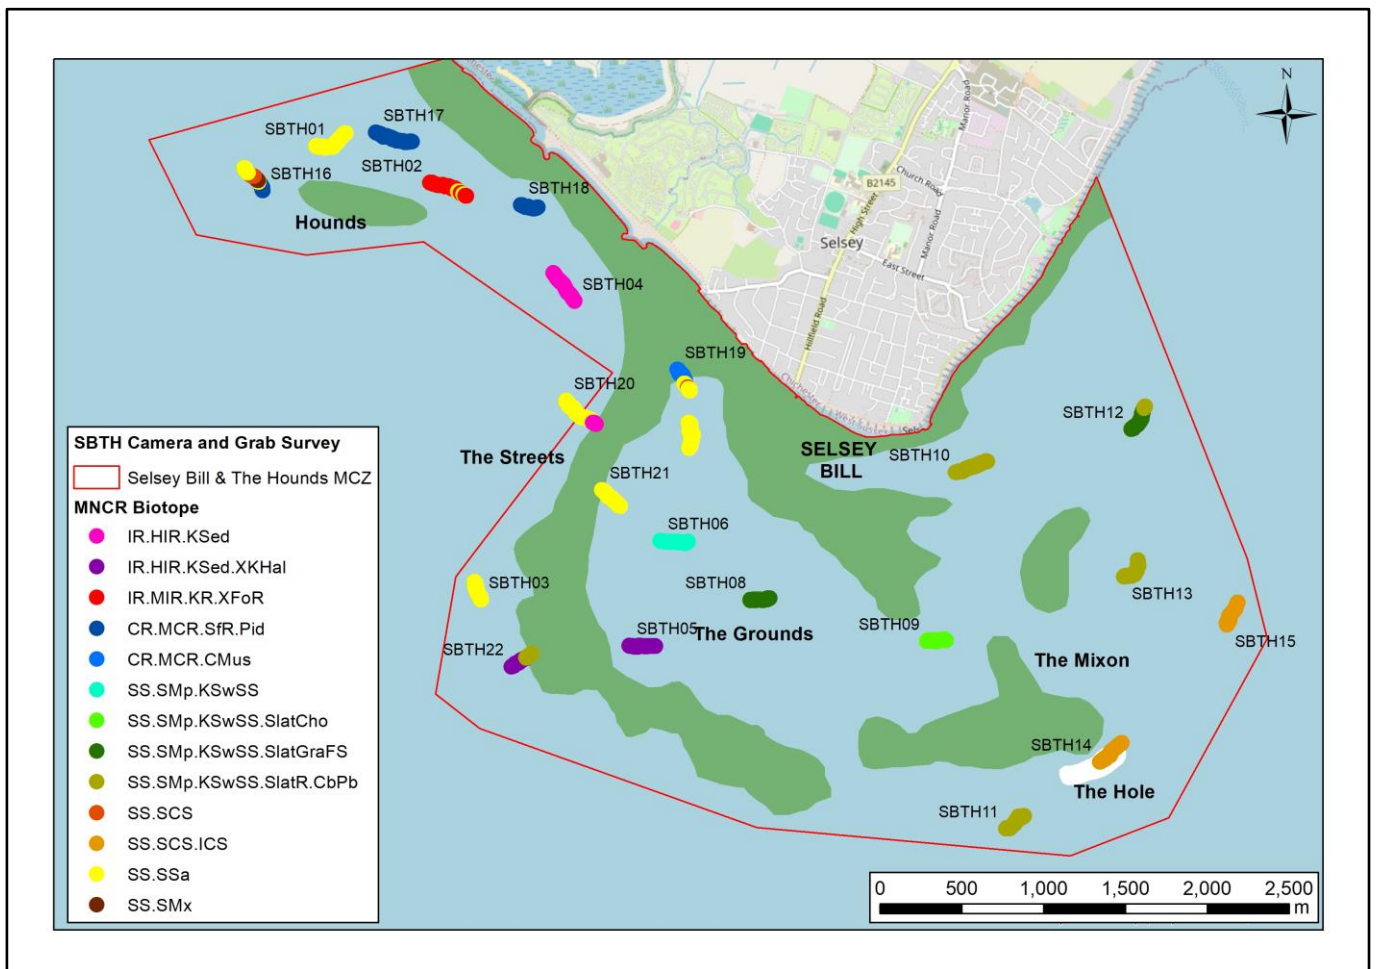 N
SBTH01
SBTH17
SBTH02
SBTH16
SBTH18
Hounds
SBTH04
Manor Road
Church Road
B2145
High Street
Manor Road
Selsey
East Street
Hillfield Road
SBTH19
SBTH20
SBTH12
The Streets
SELSEY
BILL
SBTH10
SBTH21
SBTH06
SBTH03
SBTH08
SBTH13
SBTH05
The Grounds
SBTH09
SBTH15
SBTH22
The Mixon
SBTH14
The Hole
SBTH11
SBTH Camera and Grab Survey
Selsey Bill & The Hounds MCZ
MNCR Biotope
IR.HIR.KSed
IR.HIR.KSed.XKHal
IR.MIR.KR.XFoR
CR.MCR.SfR.Pid
CR.MCR.CMus
SS.SMp.KSwSS
SS.SMp.KSwSS.SlatCho
SS.SMp.KSwSS.SlatGraFS
SS.SMp.KSwSS.SlatR.CbPb
SS.SCS
SS.SCS.ICS
SS.SSa
SS.SMx
0 500 1,000 1,500 2,000 2,500
m